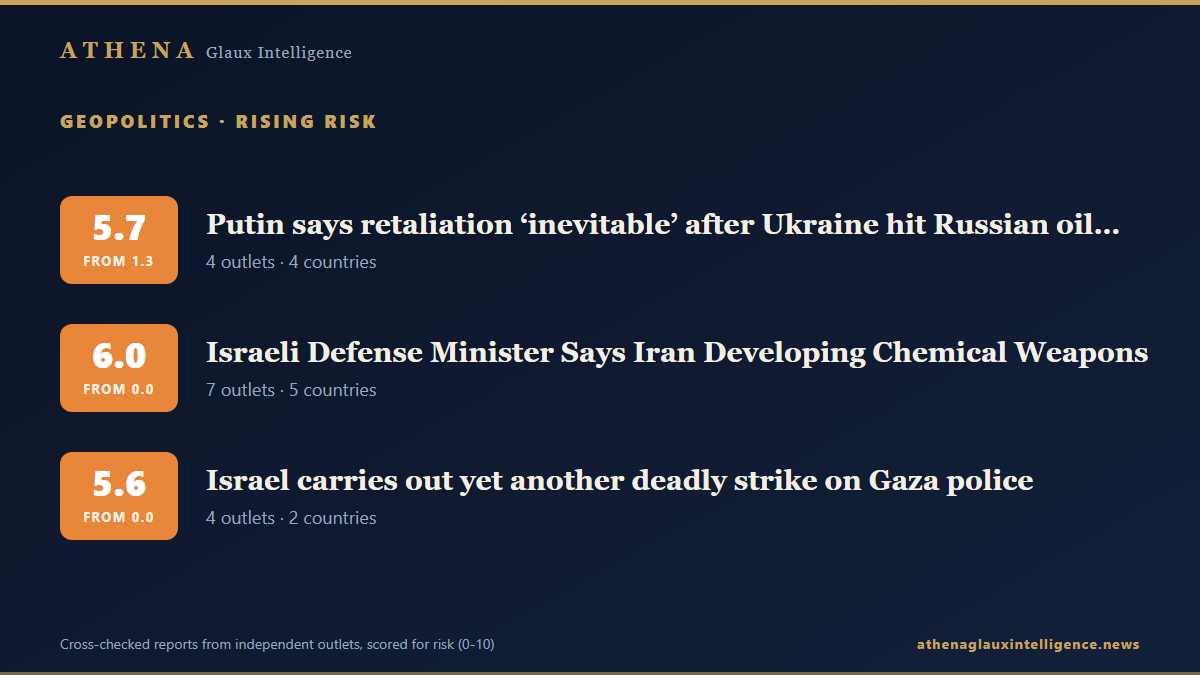 ATHENA Glaux Intelligence
GEOPOLITICS · RISING RISK
5.7
FROM 1.3
Putin says retaliation ‘inevitable’ after Ukraine hit Russian oil...
4 outlets · 4 countries
6.0
FROM 0.0
Israeli Defense Minister Says Iran Developing Chemical Weapons
7 outlets · 5 countries
5.6
FROM 0.0
Israel carries out yet another deadly strike on Gaza police
4 outlets · 2 countries
Cross-checked reports from independent outlets, scored for risk (0-10)
athenaglauxintelligence.news